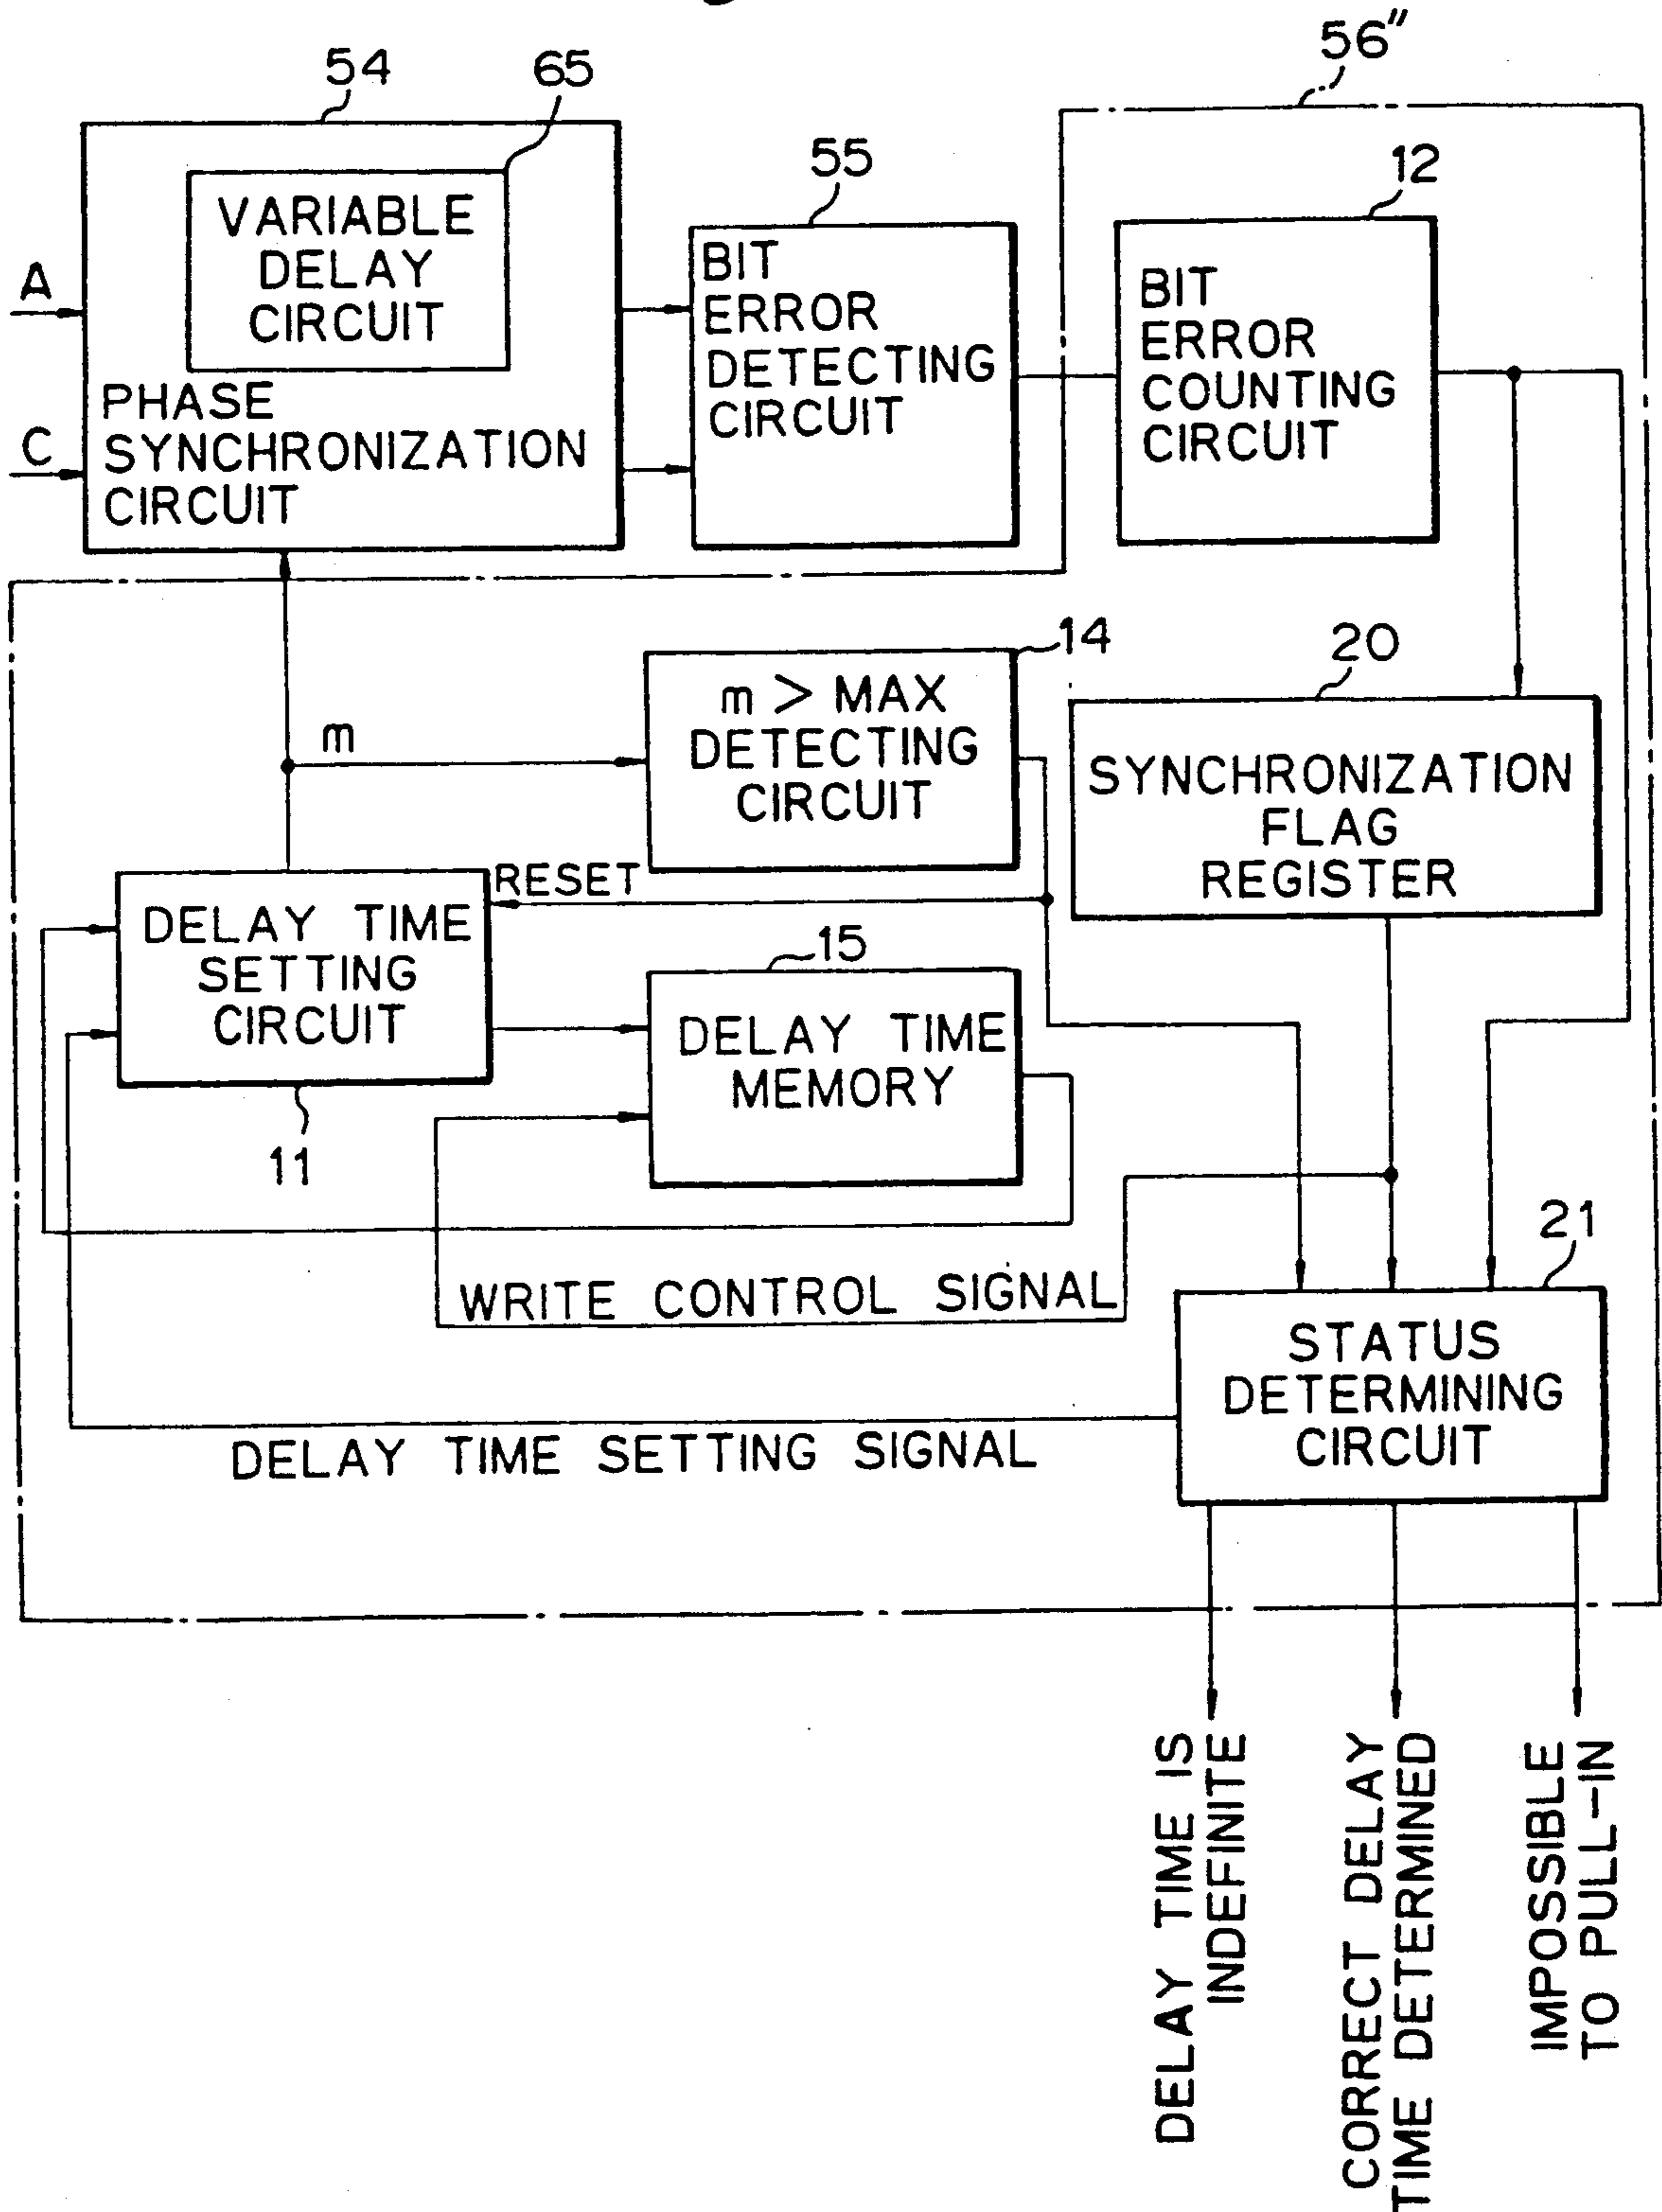 56"
54
65
55
12
VARIABLE
DELAY
CIRCUIT
A
C
PHASE
SYNCHRONIZATION
CIRCUIT
BIT
ERROR
DETECTING
CIRCUIT
BIT
ERROR
COUNTING
CIRCUIT
14
20
m
m > MAX
DETECTING
CIRCUIT
SYNCHRONIZATION
FLAG
REGISTER
RESET
DELAY TIME
SETTING
CIRCUIT
11
15
DELAY TIME
MEMORY
21
WRITE CONTROL SIGNAL
STATUS
DETERMINING
CIRCUIT
DELAY TIME SETTING SIGNAL
DELAY TIME IS
INDEFINITE
CORRECT DELAY
TIME DETERMINED
IMPOSSIBLE
TO PULL-IN